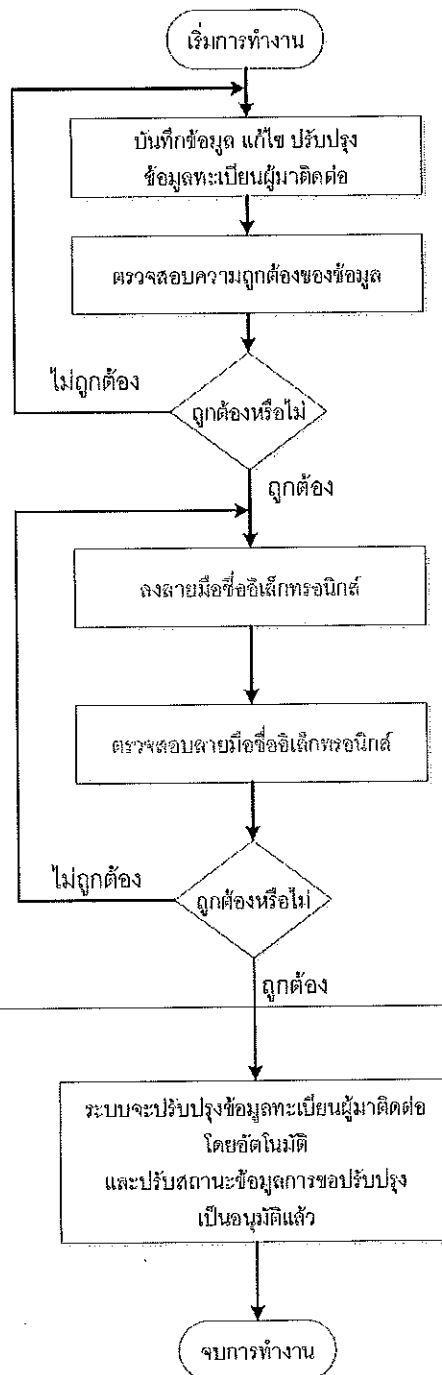 เริ่มการทำงาน
บันทึกข้อมูล แก้ไข ปรับปรุง
ข้อมูลทะเบียนผู้มาติดต่อ
ตรวจสอบความถูกต้องของข้อมูล
ไม่ถูกต้อง
ถูกต้องหรือไม่
ถูกต้อง
ลงลายมือชื่ออิเล็กทรอนิกส์
ตรวจสอบลายมือชื่ออิเล็กทรอนิกส์
ไม่ถูกต้อง
ถูกต้องหรือไม่
ถูกต้อง
ระบบจะปรับปรุงข้อมูลทะเบียนผู้มาติดต่อ
โดยอัตโนมัติ
และปรับสถานะข้อมูลการขอปรับปรุง
เป็นอนุมัติแล้ว
จบการทำงาน